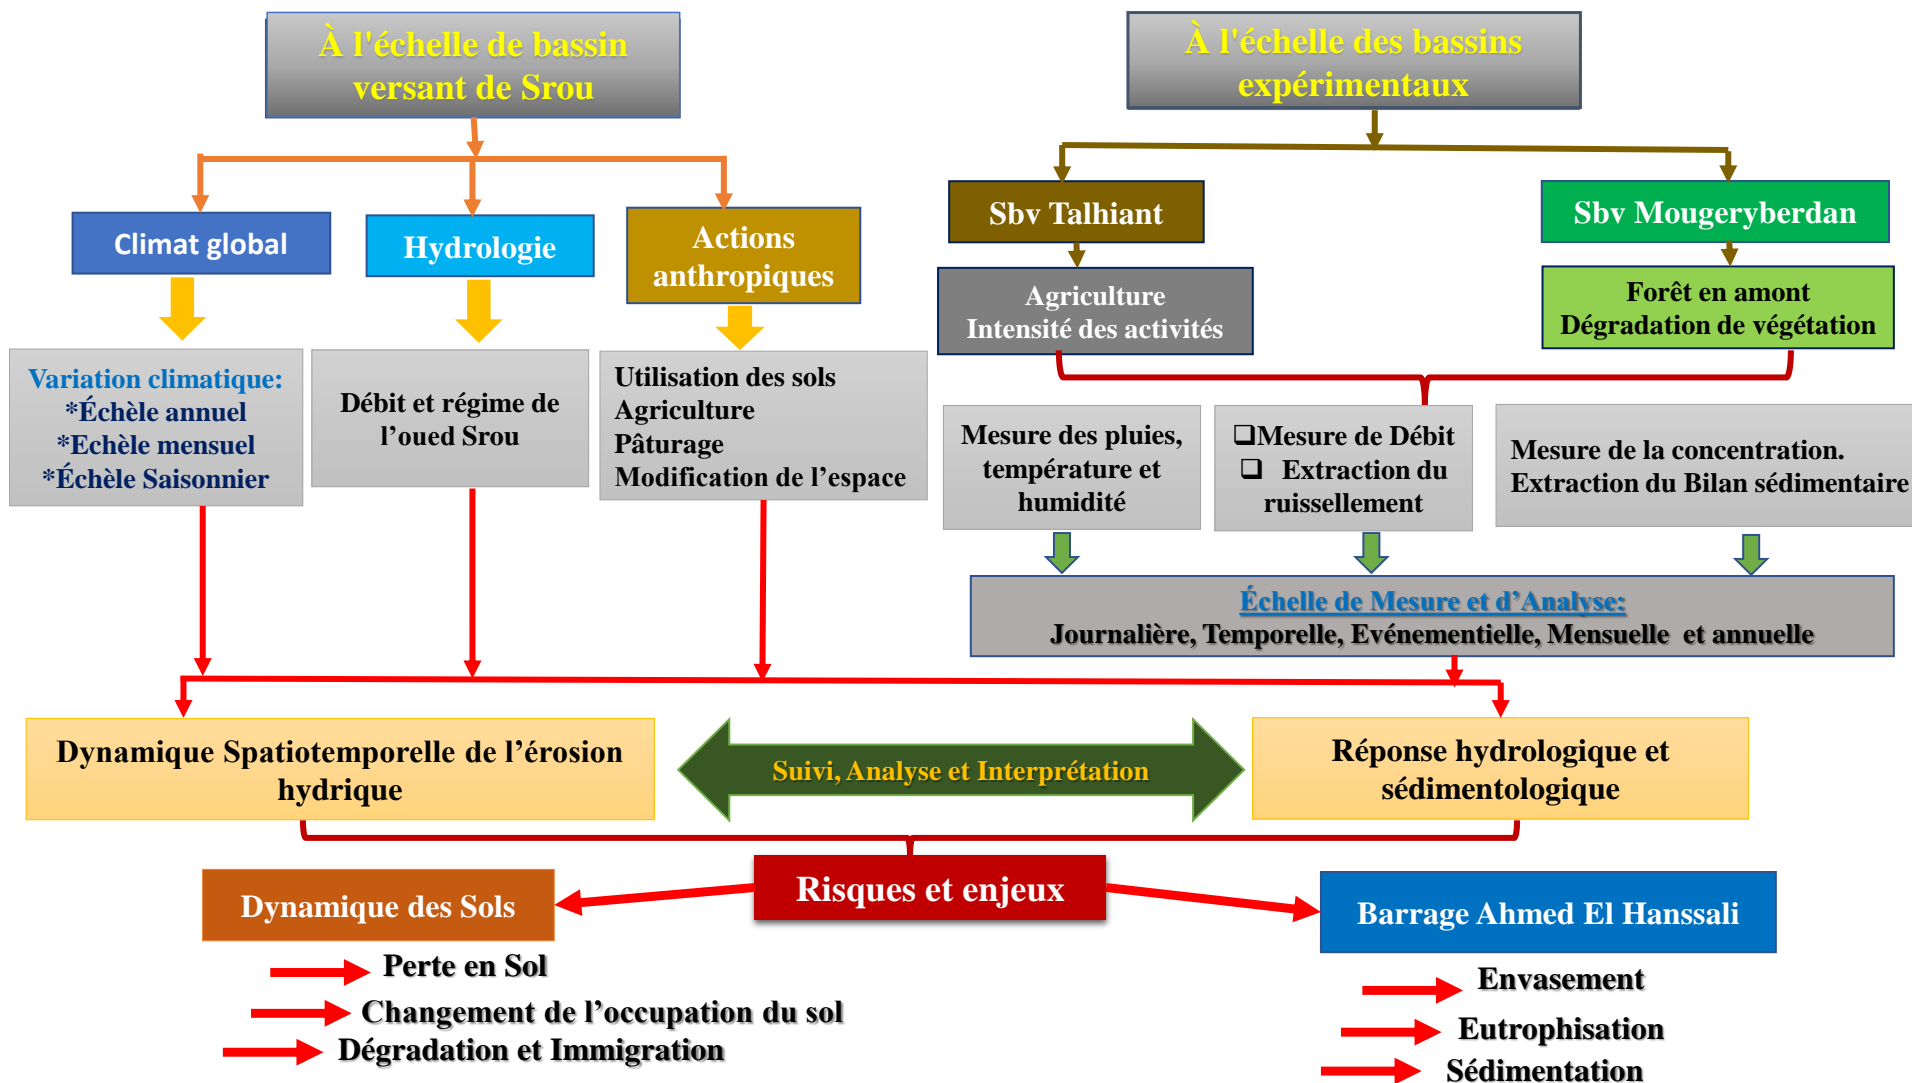 À l'échelle de bassin
versant de Srou
À l'échelle des bassins
expérimentaux
Climat global
Hydrologie
Actions
anthropiques
Sbv Talhiant
Sbv Mougeryberdan
Agriculture
Intensité des activités
Forêt en amont
Dégradation de végétation
Variation climatique:
*Échèle annuel
*Echèle mensuel
*Échèle Saisonnier
Débit et régime de
l’oued Srou
Utilisation des sols
Agriculture
Pâturage
Modification de l’espace
Mesure des pluies,
température et
humidité
❑Mesure de Débit
❑ Extraction du
ruissellement
Mesure de la concentration.
Extraction du Bilan sédimentaire
Échelle de Mesure et d’Analyse:
Journalière, Temporelle, Evénementielle, Mensuelle et annuelle
Dynamique Spatiotemporelle de l’érosion
hydrique
Suivi, Analyse et Interprétation
Réponse hydrologique et
sédimentologique
Risques et enjeux
Dynamique des Sols
Barrage Ahmed El Hanssali
Perte en Sol
Changement de l’occupation du sol
Dégradation et Immigration
Envasement
Eutrophisation
Sédimentation